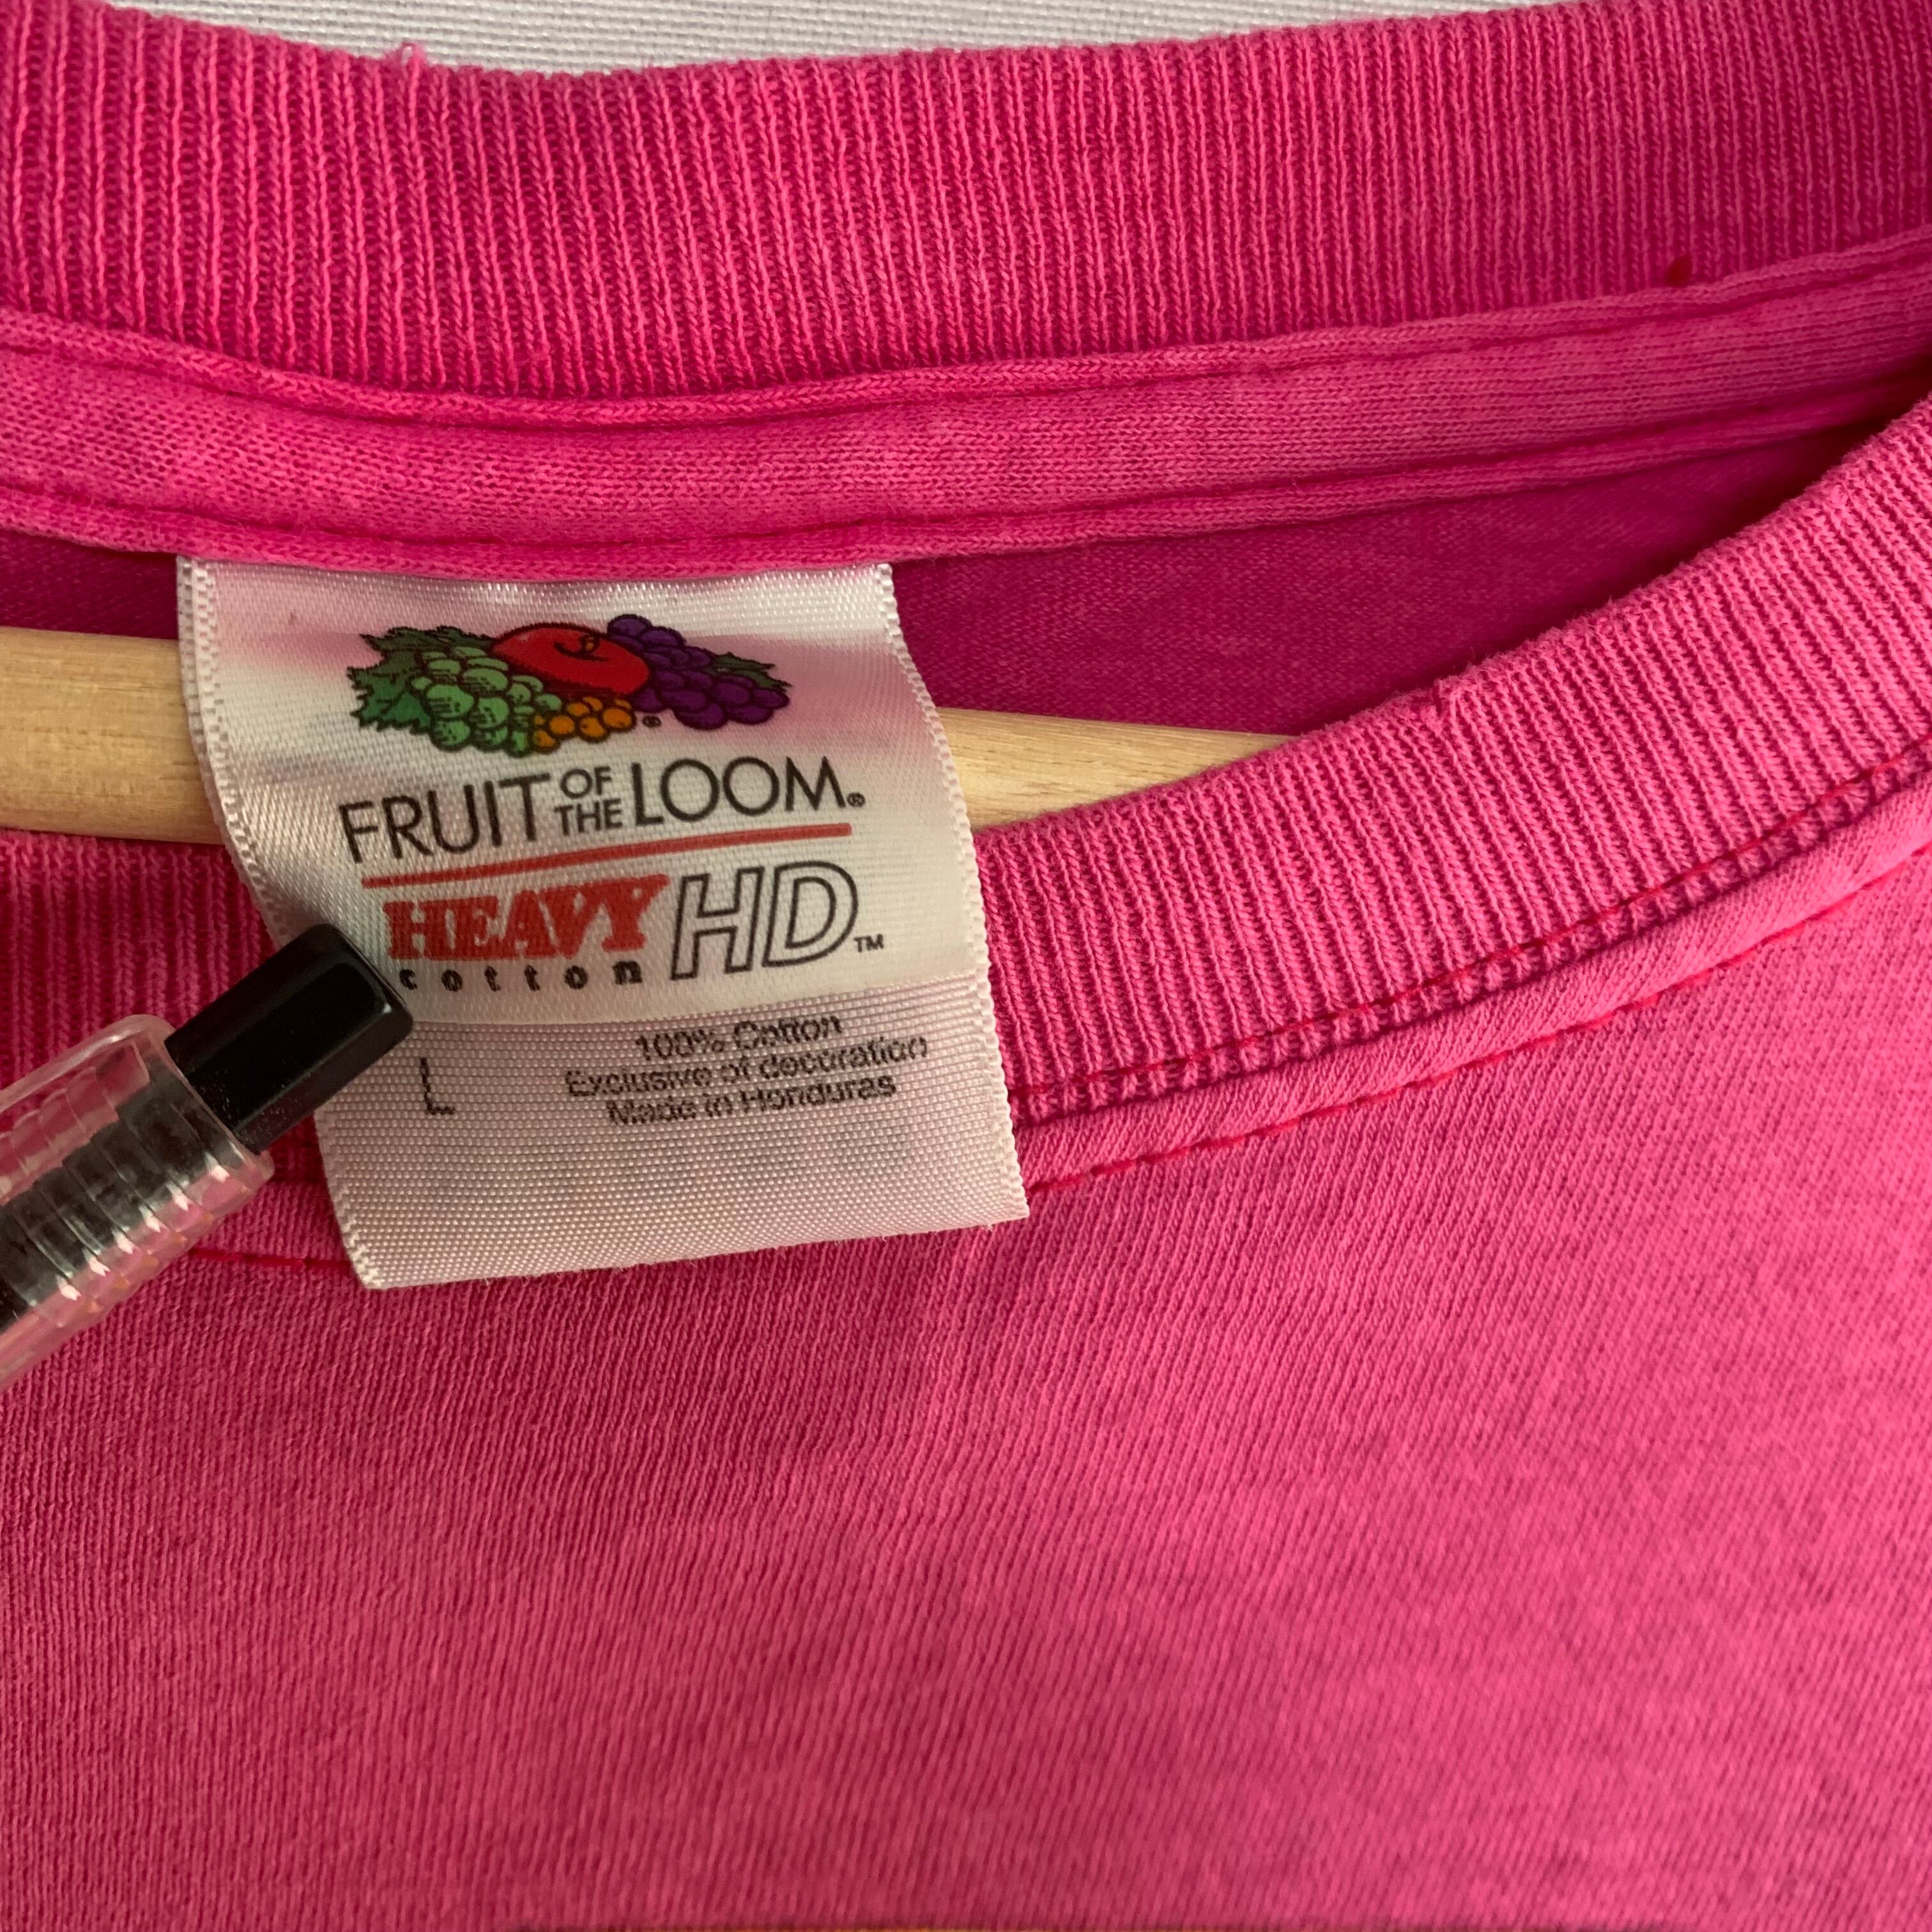 FRUIT OF THE LOOM®
HEAVY cotton HD™
100% Cotton
Exclusive of decoration
Made in Honduras
L